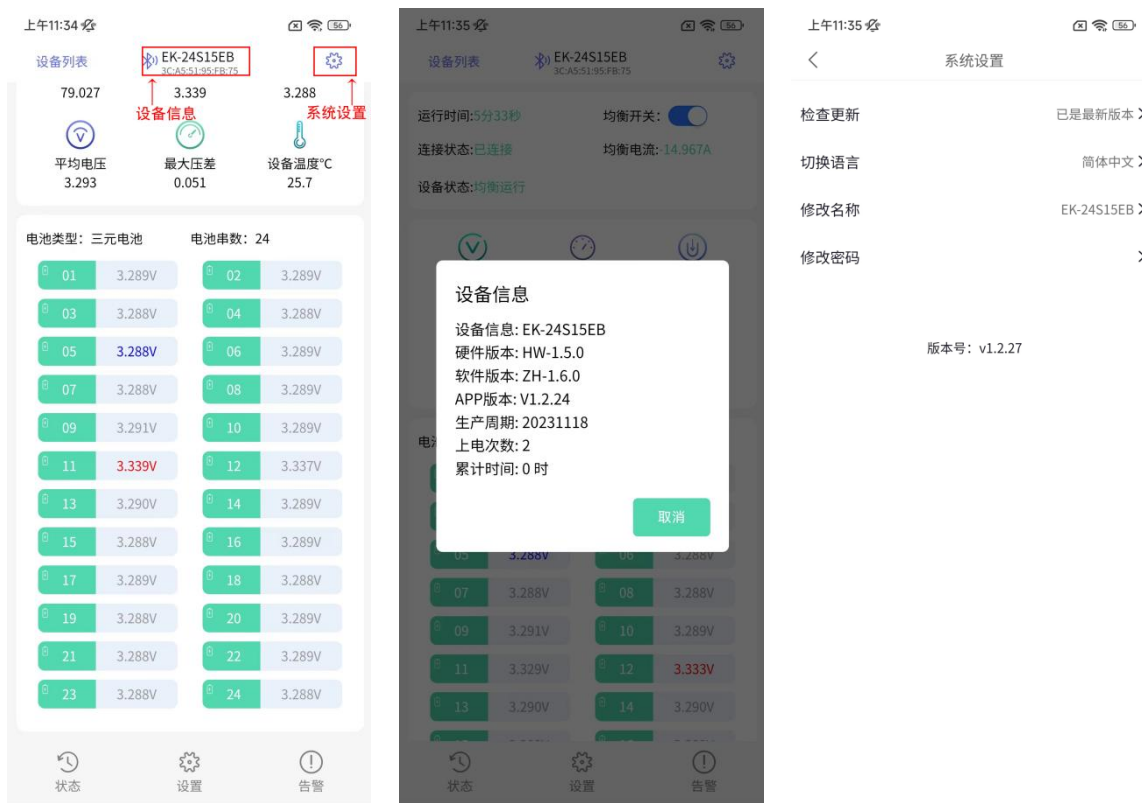 上午11:34
56
设备列表
EK-24S15EB
3C:A5:51:95:FB:75
79.027 3.339 3.288
设备信息
系统设置
平均电压 最大压差 设备温度℃
3.293 0.051 25.7
电池类型：三元电池 电池串数：24
01 3.289V 02 3.289V
03 3.288V 04 3.288V
05 3.288V 06 3.289V
07 3.288V 08 3.289V
09 3.291V 10 3.289V
11 3.339V 12 3.337V
13 3.290V 14 3.289V
15 3.288V 16 3.289V
17 3.289V 18 3.288V
19 3.288V 20 3.289V
21 3.288V 22 3.289V
23 3.288V 24 3.288V
状态 设置 告警
上午11:35
56
设备列表
EK-24S15EB
3C:A5:51:95:FB:75
运行时间:5分33秒 均衡开关：
连接状态:已连接 均衡电流:-14.967A
设备状态:均衡运行
设备信息
设备信息: EK-24S15EB
硬件版本: HW-1.5.0
软件版本: ZH-1.6.0
APP版本: V1.2.24
生产周期: 20231118
上电次数: 2
累计时间: 0 时
取消
05 3.288V 06 3.288V
07 3.288V 08 3.288V
09 3.291V 10 3.289V
11 3.329V 12 3.333V
13 3.290V 14 3.290V
状态 设置 告警
上午11:35
56
系统设置
检查更新 已是最新版本
切换语言 简体中文
修改名称 EK-24S15EB
修改密码
版本号：v1.2.27